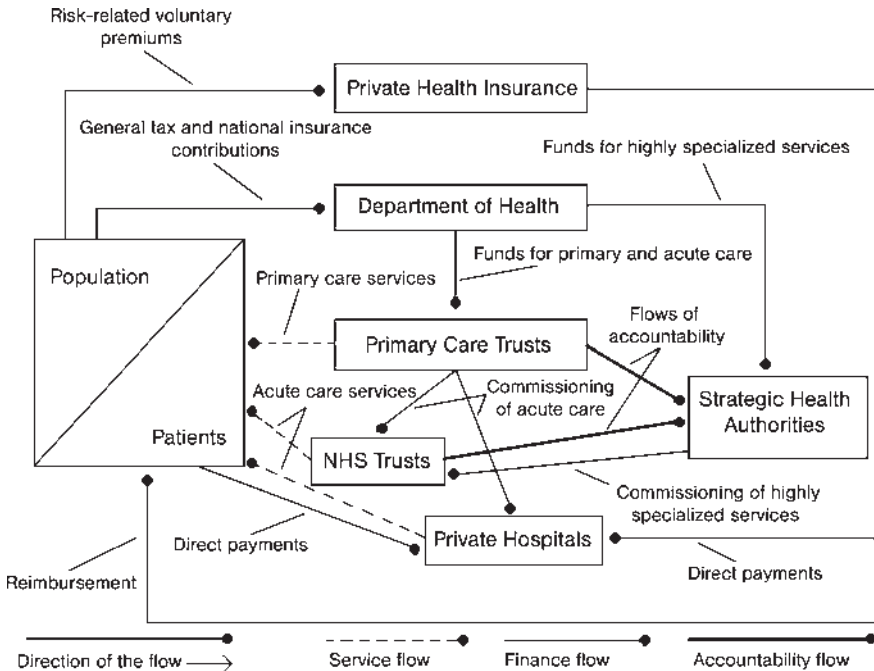 Risk-related voluntary
premiums
Private Health Insurance
General tax and national insurance
contributions
Funds for highly specialized services
Department of Health
Population
Primary care services
Funds for primary and acute care
Primary Care Trusts
Flows of
accountability
Acute care services
Commissioning
of acute care
Strategic Health
Authorities
Patients
NHS Trusts
Commissioning of highly
specialized services
Direct payments
Private Hospitals
Direct payments
Reimbursement
Direction of the flow
Service flow
Finance flow
Accountability flow